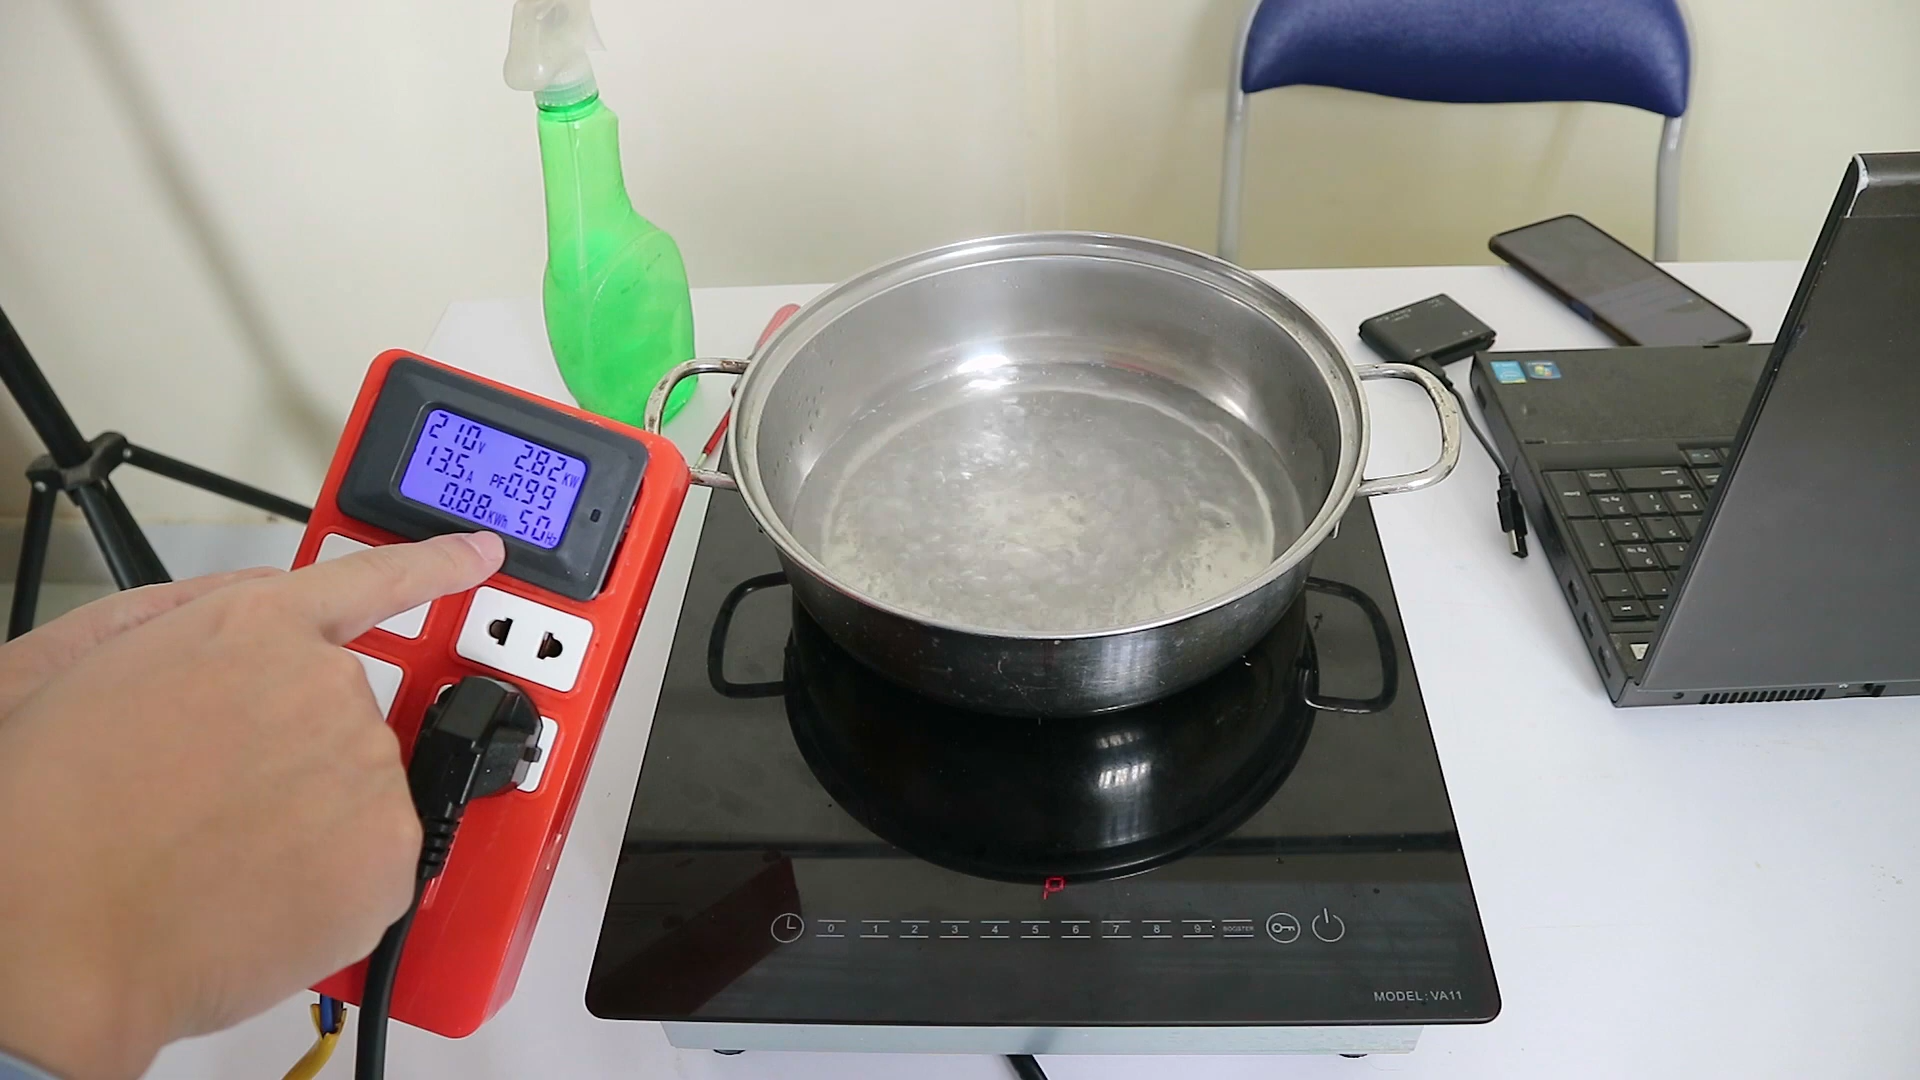 210V 2.82KW
13.5A PF0.99
0.88KWh 50Hz
P
0 1 2 3 4 5 6 7 8 9 BOOSTER
MODEL:VA11